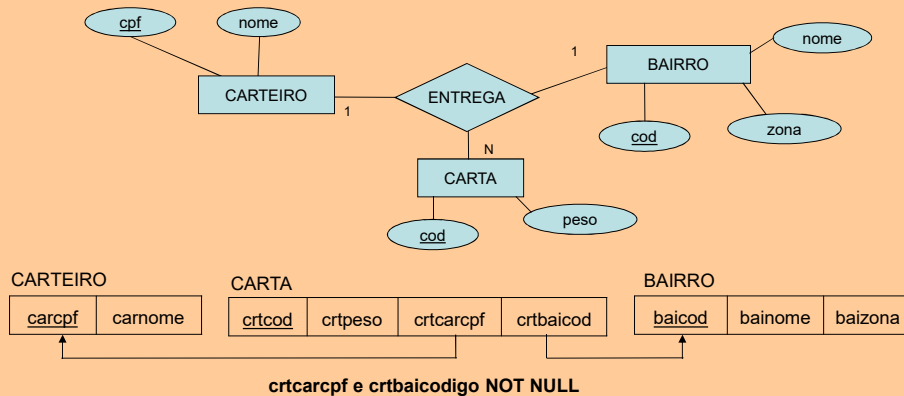 cpf
nome
CARTEIRO
1
ENTREGA
1
BAIRRO
nome
cod
zona
N
CARTA
cod
peso
CARTEIRO
carcpf carnome
CARTA
crtcod crtpeso crtcarcpf crtbaicod
BAIRRO
baicod bainome baizona
crtcarcpf e crtbaicodigo NOT NULL